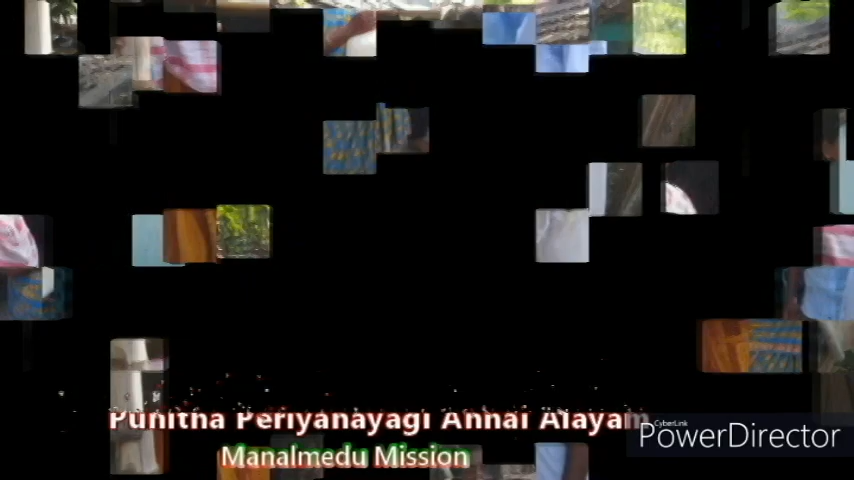 Punitha Periyanayagi Annai Alayam
Manalmedu Mission
CyberLink
PowerDirector